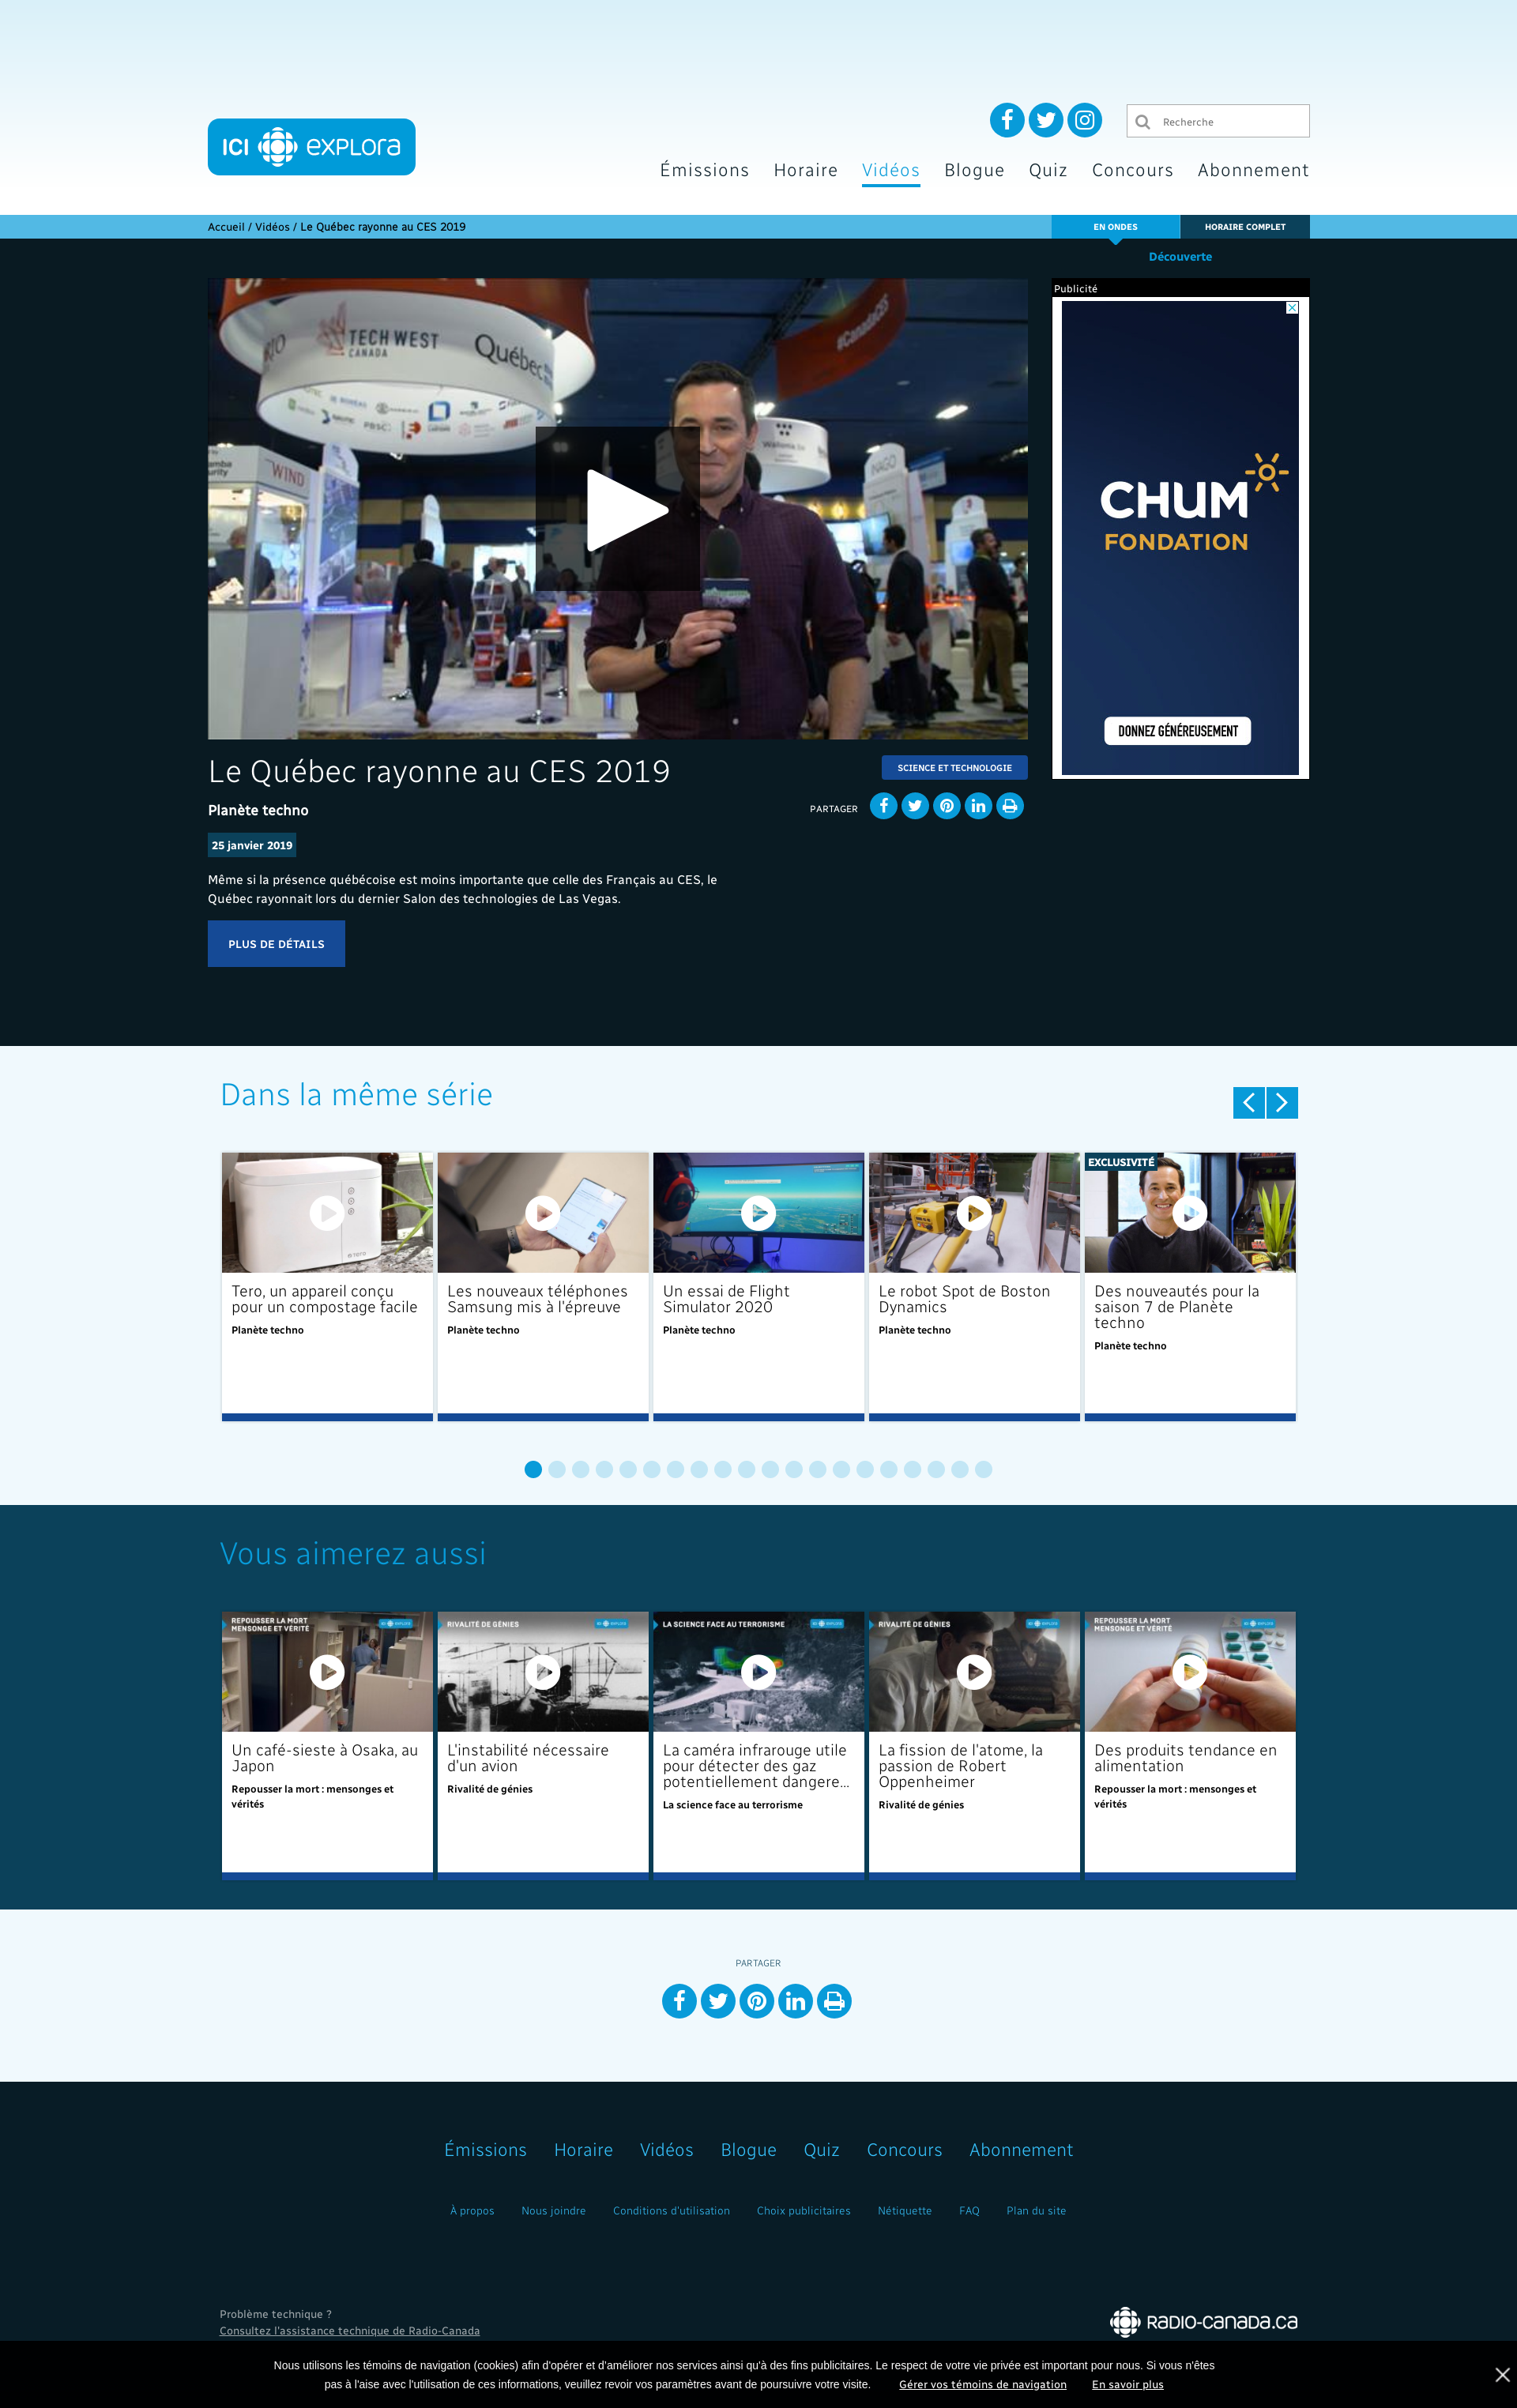 ICI explora
Recherche
Émissions Horaire Vidéos Blogue Quiz Concours Abonnement
Accueil / Vidéos / Le Québec rayonne au CES 2019
EN ONDES
HORAIRE COMPLET
Découverte
TECH WEST
CANADA
Québec
#CanadaCES
WIND
Publicité
CHUM
FONDATION
DONNEZ GÉNÉREUSEMENT
Le Québec rayonne au CES 2019
SCIENCE ET TECHNOLOGIE
Planète techno
PARTAGER
25 janvier 2019
Même si la présence québécoise est moins importante que celle des Français au CES, le
Québec rayonnait lors du dernier Salon des technologies de Las Vegas.
PLUS DE DÉTAILS
Dans la même série
EXCLUSIVITÉ
Tero, un appareil conçu
pour un compostage facile
Planète techno
Les nouveaux téléphones
Samsung mis à l'épreuve
Planète techno
Un essai de Flight
Simulator 2020
Planète techno
Le robot Spot de Boston
Dynamics
Planète techno
Des nouveautés pour la
saison 7 de Planète
techno
Planète techno
Vous aimerez aussi
REPOUSSER LA MORT
MENSONGE ET VÉRITÉ
Un café-sieste à Osaka, au
Japon
Repousser la mort : mensonges et
vérités
RIVALITÉ DE GÉNIES
L'instabilité nécessaire
d'un avion
Rivalité de génies
LA SCIENCE FACE AU TERRORISME
La caméra infrarouge utile
pour détecter des gaz
potentiellement dangere...
La science face au terrorisme
RIVALITÉ DE GÉNIES
La fission de l'atome, la
passion de Robert
Oppenheimer
Rivalité de génies
REPOUSSER LA MORT
MENSONGE ET VÉRITÉ
Des produits tendance en
alimentation
Repousser la mort : mensonges et
vérités
PARTAGER
Émissions Horaire Vidéos Blogue Quiz Concours Abonnement
À propos Nous joindre Conditions d'utilisation Choix publicitaires Nétiquette FAQ Plan du site
Problème technique ?
Consultez l'assistance technique de Radio-Canada
RADIO-CANADA.CA
Nous utilisons les témoins de navigation (cookies) afin d'opérer et d'améliorer nos services ainsi qu'à des fins publicitaires. Le respect de votre vie privée est important pour nous. Si vous n'êtes
pas à l'aise avec l'utilisation de ces informations, veuillez revoir vos paramètres avant de poursuivre votre visite. Gérer vos témoins de navigation En savoir plus